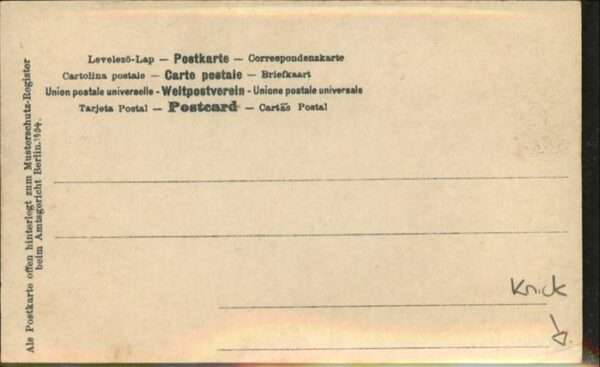 Levelező-Lap — Postkarte — Correspondenzkarte
Cartolina postale — Carte postale — Briefkaart
Union postale universelle - Weltpostverein - Unione postale universale
Tarjeta Postal — Postcard — Cartão Postal
Als Postkarte offen hinterlegt zum Musterschutz-Register
beim Amtsgericht Berlin. 1904.
Knick